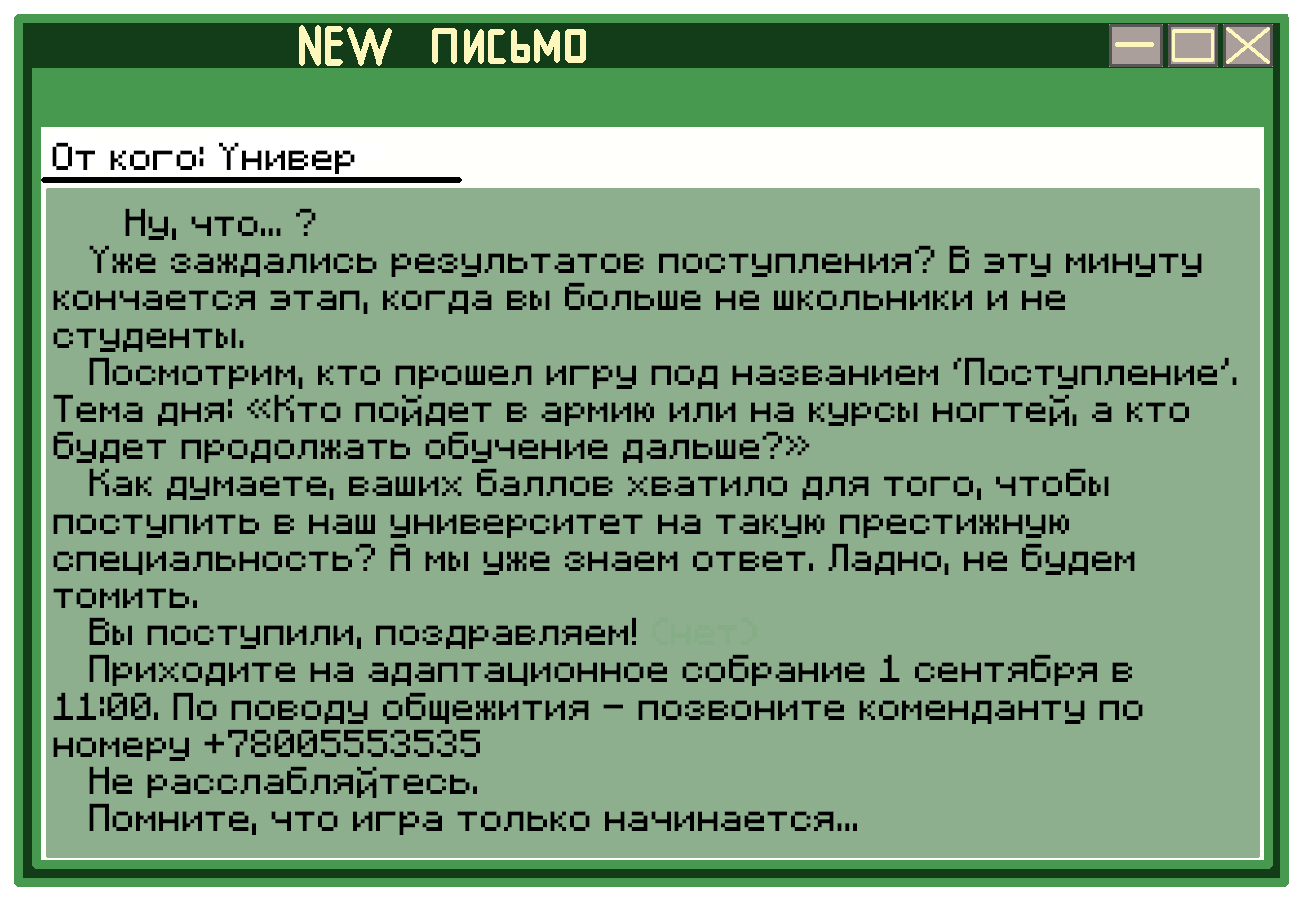 NEW ПИСЬМО
От кого: Универ
Ну, что... ?
Уже заждались результатов поступления? В эту минуту
кончается этап, когда вы больше не школьники и не
студенты.
Посмотрим, кто прошел игру под названием ‘Поступление’.
Тема дня: «Кто пойдет в армию или на курсы ногтей, а кто
будет продолжать обучение дальше?»
Как думаете, ваших баллов хватило для того, чтобы
поступить в наш университет на такую престижную
специальность? А мы уже знаем ответ. Ладно, не будем
томить.
Вы поступили, поздравляем! (нет)
Приходите на адаптационное собрание 1 сентября в
11:00. По поводу общежития – позвоните коменданту по
номеру +78005553535
Не расслабляйтесь.
Помните, что игра только начинается...